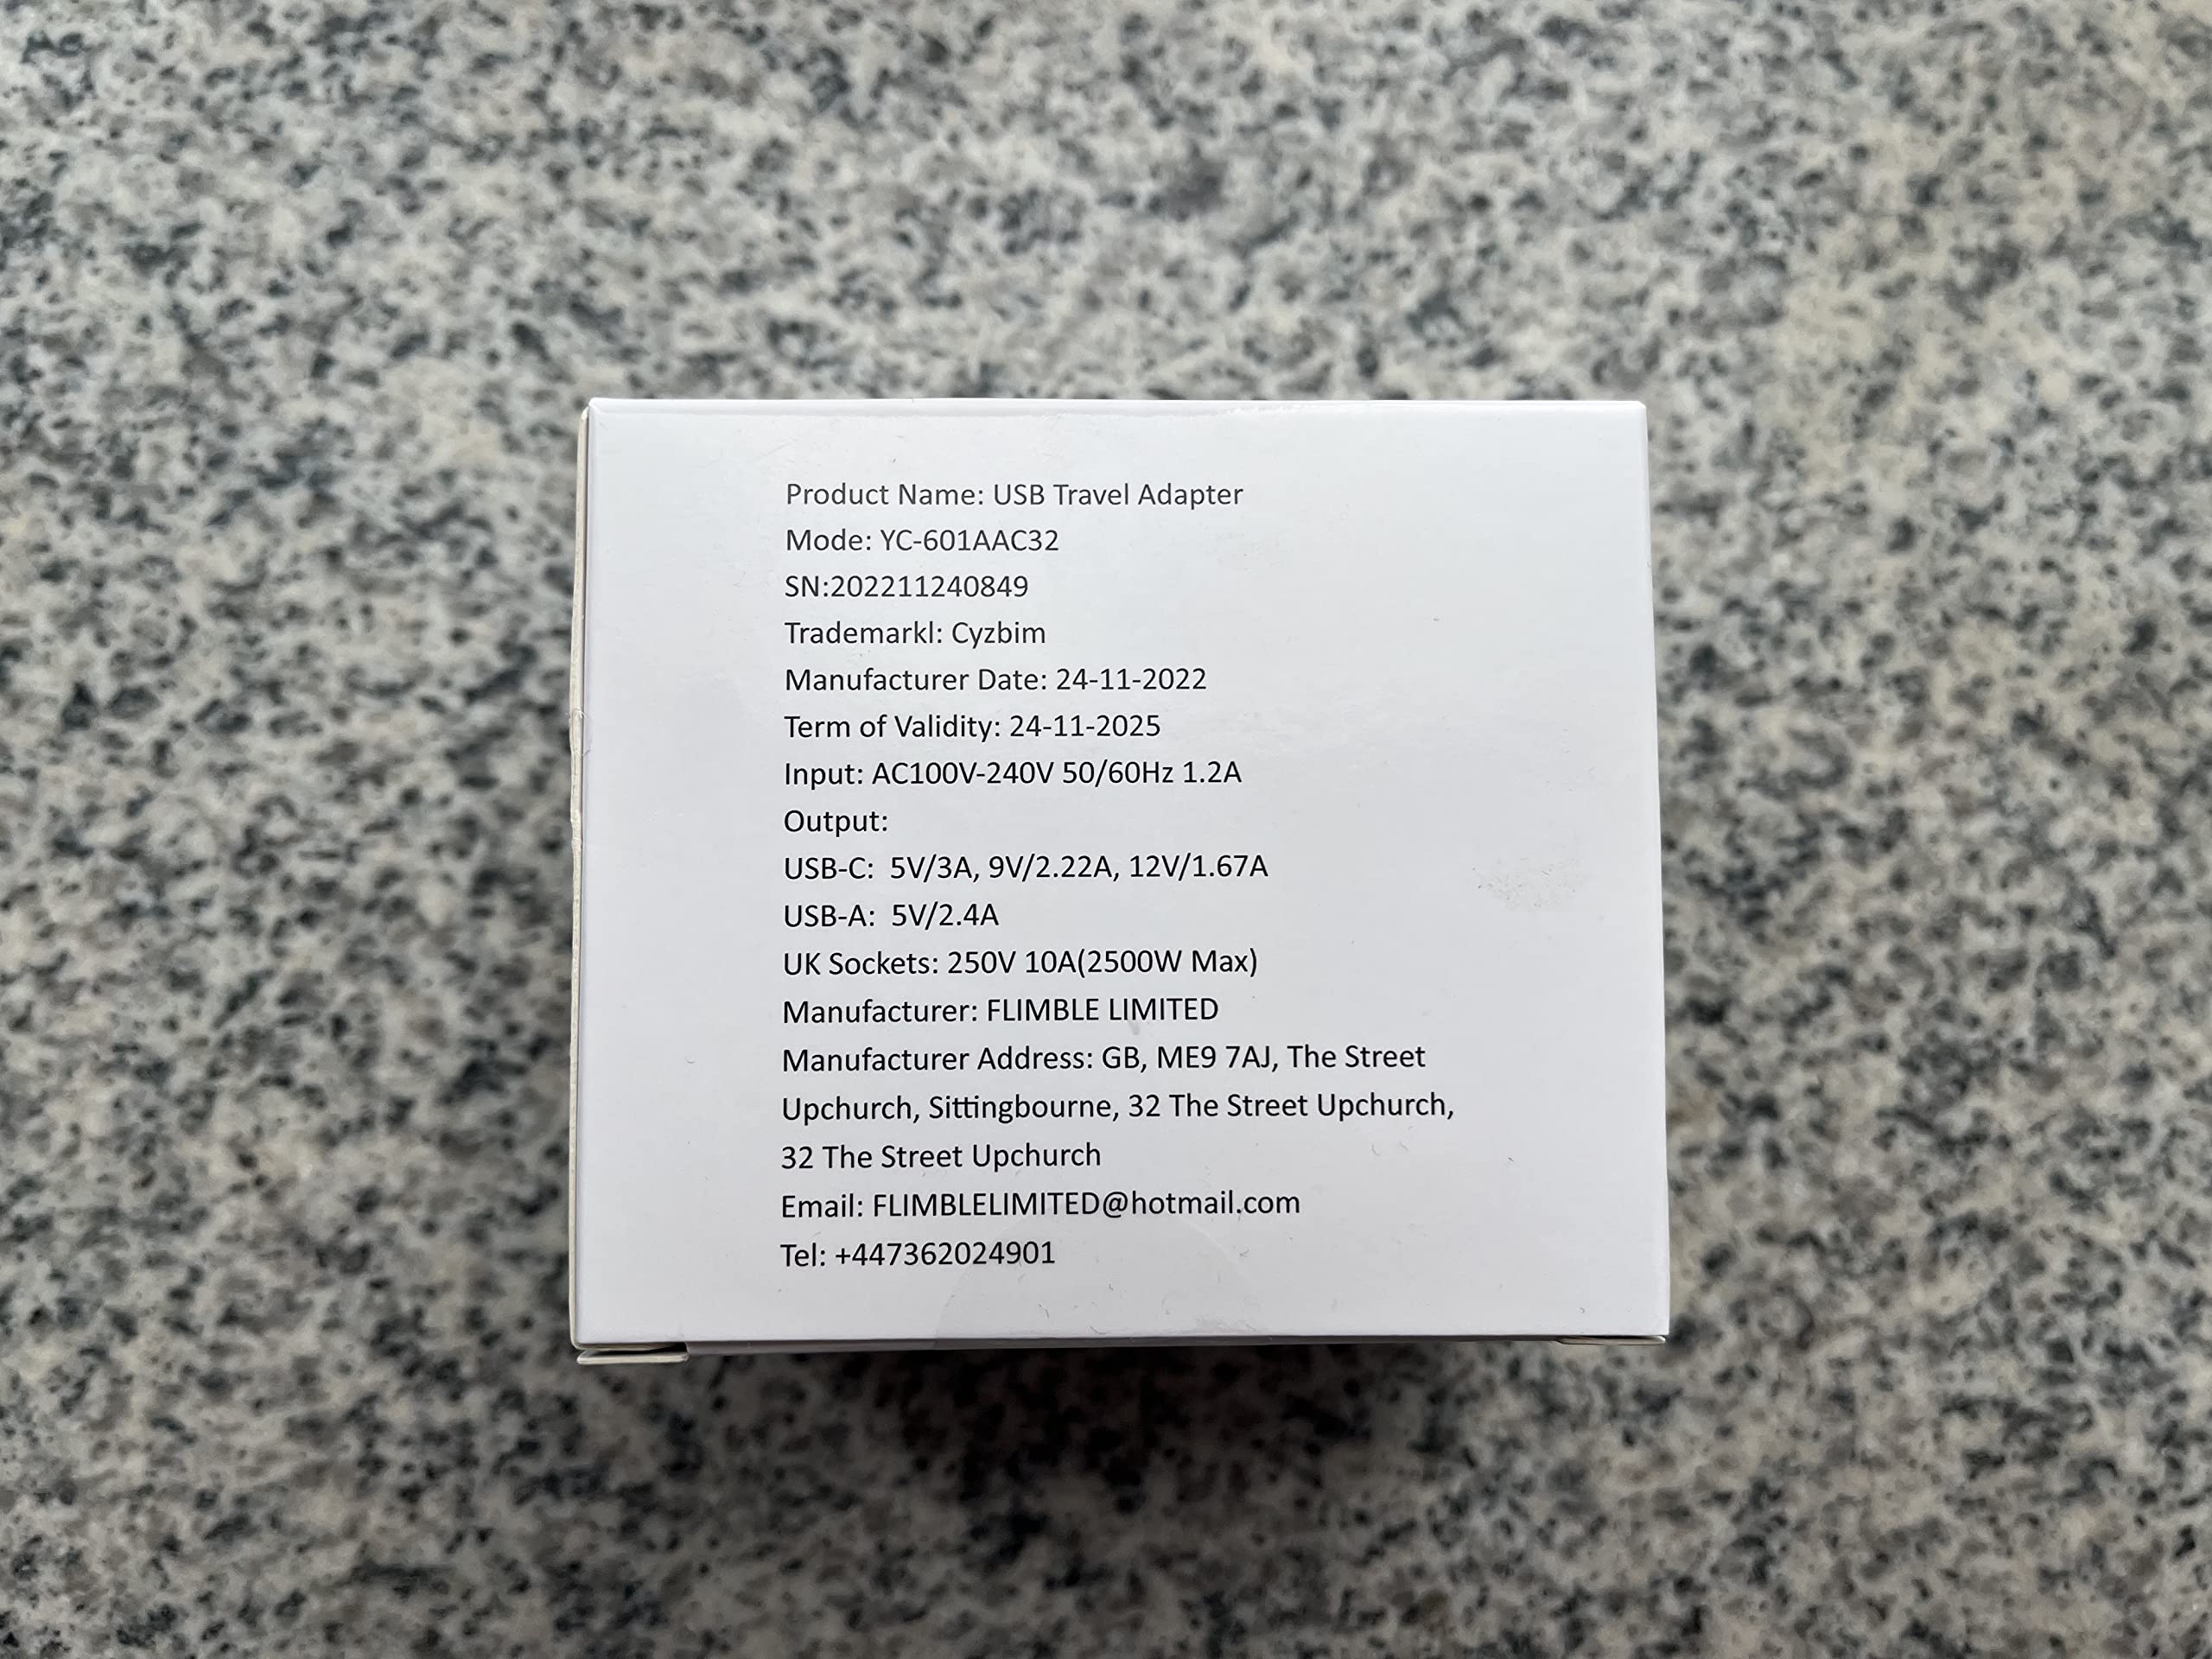 Product Name: USB Travel Adapter
Mode: YC-601AAC32
SN:202211240849
Trademarkl: Cyzbim
Manufacturer Date: 24-11-2022
Term of Validity: 24-11-2025
Input: AC100V-240V 50/60Hz 1.2A
Output:
USB-C:  5V/3A, 9V/2.22A, 12V/1.67A
USB-A:  5V/2.4A
UK Sockets: 250V 10A(2500W Max)
Manufacturer: FLIMBLE LIMITED
Manufacturer Address: GB, ME9 7AJ, The Street
Upchurch, Sittingbourne, 32 The Street Upchurch,
32 The Street Upchurch
Email: FLIMBLELIMITED@hotmail.com
Tel: +447362024901